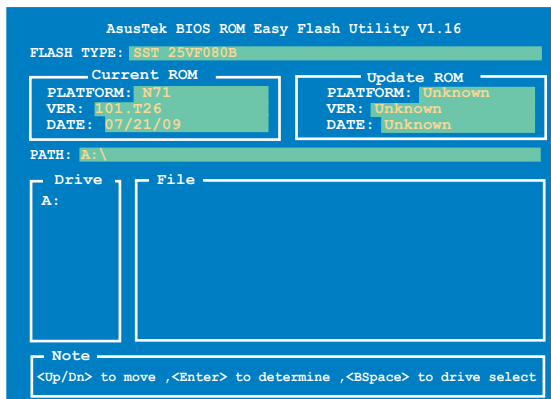 AsusTek BIOS ROM Easy Flash Utility V1.16
FLASH TYPE: SST 25VF080B
Current ROM
PLATFORM: N71
VER: 101.T26
DATE: 07/21/09
Update ROM
PLATFORM: Unknown
VER: Unknown
DATE: Unknown
PATH: A:\
Drive
A:
File
Note
<Up/Dn> to move ,<Enter> to determine ,<BSpace> to drive select